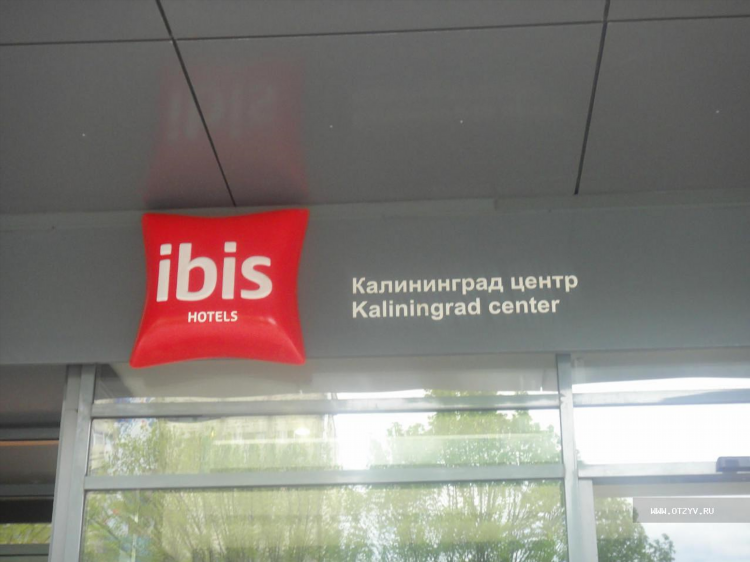 ibis
HOTELS
Калининград центр
Kaliningrad center
WWW.OTZYV.RU